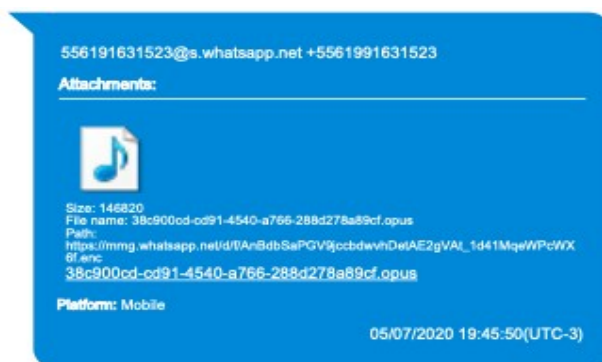 556191631523@s.whatsapp.net +5561991631523
Attachments:
Size: 146820
File name: 38c900cd-cd91-4540-a766-288d278a89cf.opus
Path:
https://mmg.whatsapp.net/d/f/AnBdbSaPGV9jccbdwvhDetAE2gVAt_1d41MqeWPcWX
6f.enc
38c900cd-cd91-4540-a766-288d278a89cf.opus
Platform: Mobile
05/07/2020 19:45:50(UTC-3)